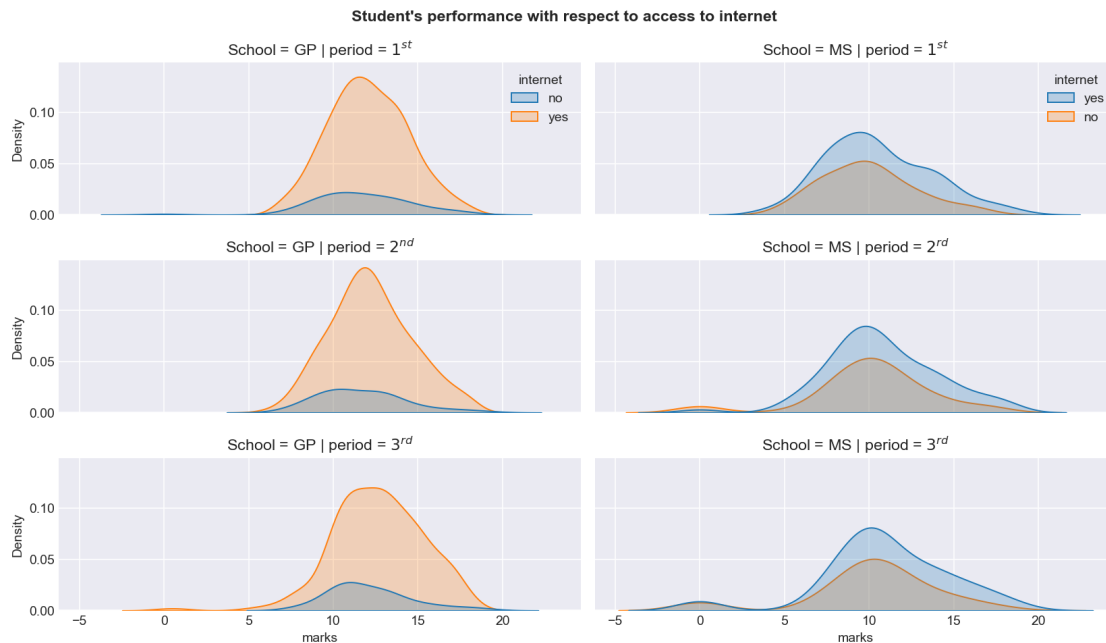 Student's performance with respect to access to internet
School = GP | period = 1st
School = MS | period = 1st
Density
0.10
0.05
0.00
internet
no
yes
internet
yes
no
School = GP | period = 2nd
School = MS | period = 2rd
Density
0.10
0.05
0.00
School = GP | period = 3rd
School = MS | period = 3rd
Density
0.10
0.05
0.00
−5 0 5 10 15 20
−5 0 5 10 15 20
marks
marks